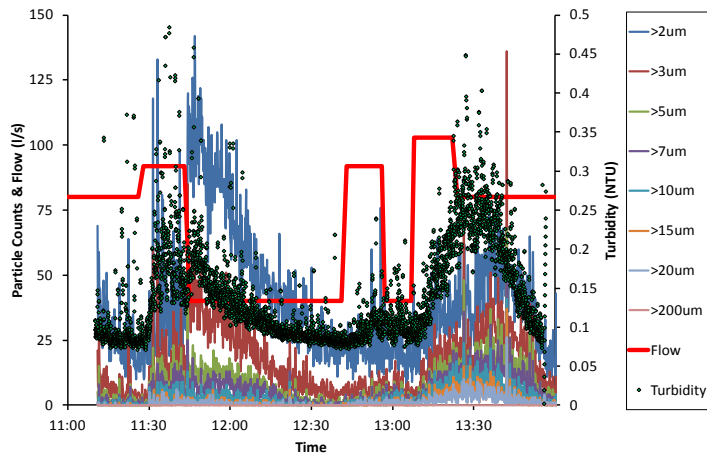 150
125
100
75
50
25
0
Particle Counts & Flow (l/s)
0.5
0.45
0.4
0.35
0.3
0.25
0.2
0.15
0.1
0.05
0
Turbidity (NTU)
11:00
11:30
12:00
12:30
13:00
13:30
Time
>2um
>3um
>5um
>7um
>10um
>15um
>20um
>200um
Flow
Turbidity